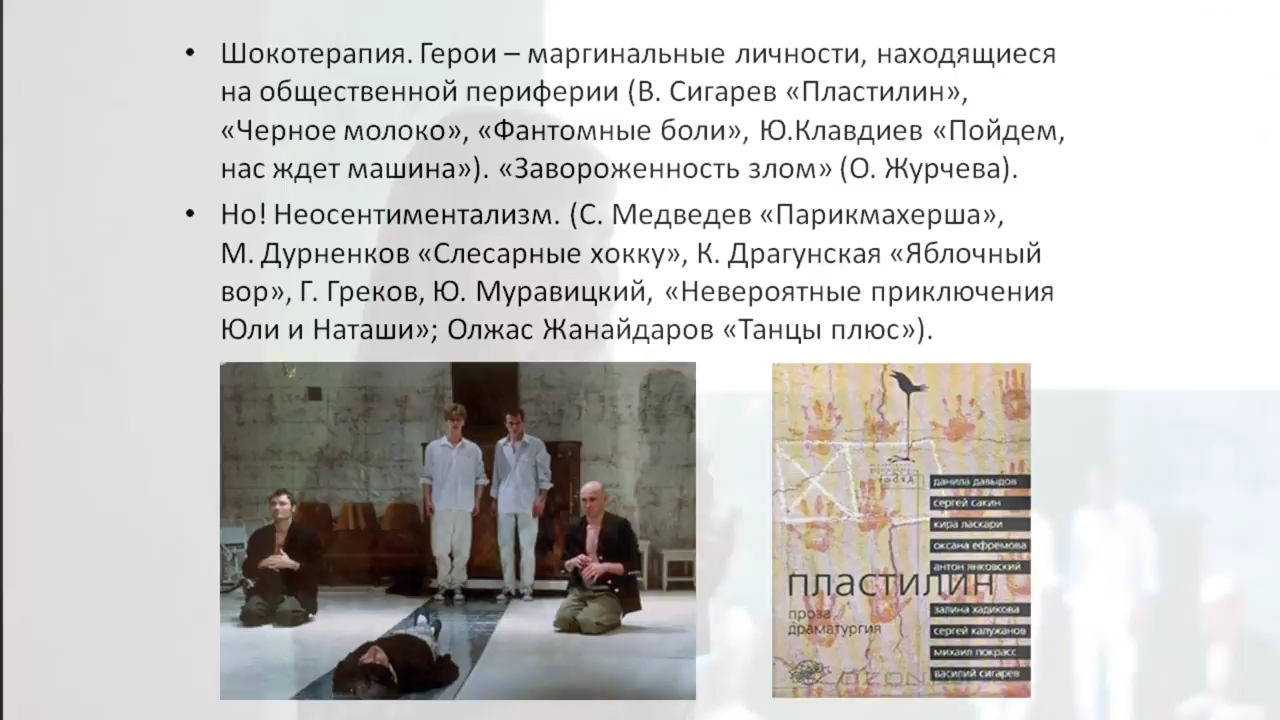 • Шокотерапия. Герои – маргинальные личности, находящиеся
на общественной периферии (В. Сигарев «Пластилин»,
«Черное молоко», «Фантомные боли», Ю.Клавдиев «Пойдем,
нас ждет машина»). «Завороженность злом» (О. Журчева).
• Но! Неосентиментализм. (С. Медведев «Парикмахерша»,
М. Дурненков «Слесарные хокку», К. Драгунская «Яблочный
вор», Г. Греков, Ю. Муравицкий, «Невероятные приключения
Юли и Наташи»; Олжас Жанайдаров «Танцы плюс»).
данила давыдов
сергей сакин
кира ласкари
оксана ефремова
антон янковский
пластилин
проза
драматургия
залина хадикова
сергей калужанов
михаил покрасс
василий сигарев
OZON